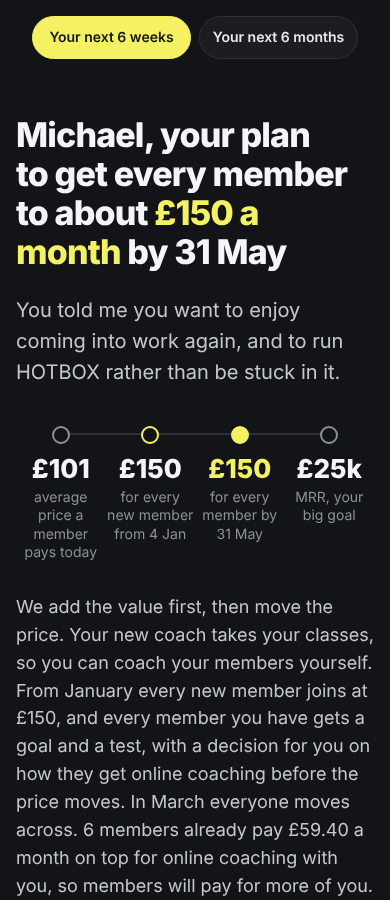 Your next 6 weeks
Your next 6 months
Michael, your plan
to get every member
to about £150 a
month by 31 May
You told me you want to enjoy
coming into work again, and to run
HOTBOX rather than be stuck in it.
£101
average
price a
member
pays today
£150
for every
new member
from 4 Jan
£150
for every
member by
31 May
£25k
MRR, your
big goal
We add the value first, then move the
price. Your new coach takes your classes,
so you can coach your members yourself.
From January every new member joins at
£150, and every member you have gets a
goal and a test, with a decision for you on
how they get online coaching before the
price moves. In March everyone moves
across. 6 members already pay £59.40 a
month on top for online coaching with
you, so members will pay for more of you.